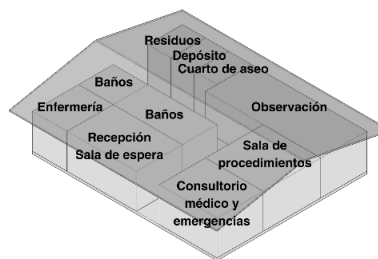 Residuos
Depósito
Cuarto de aseo
Baños
Observación
Enfermería
Baños
Recepción
Sala de espera
Sala de
procedimientos
Consultorio
médico y
emergencias